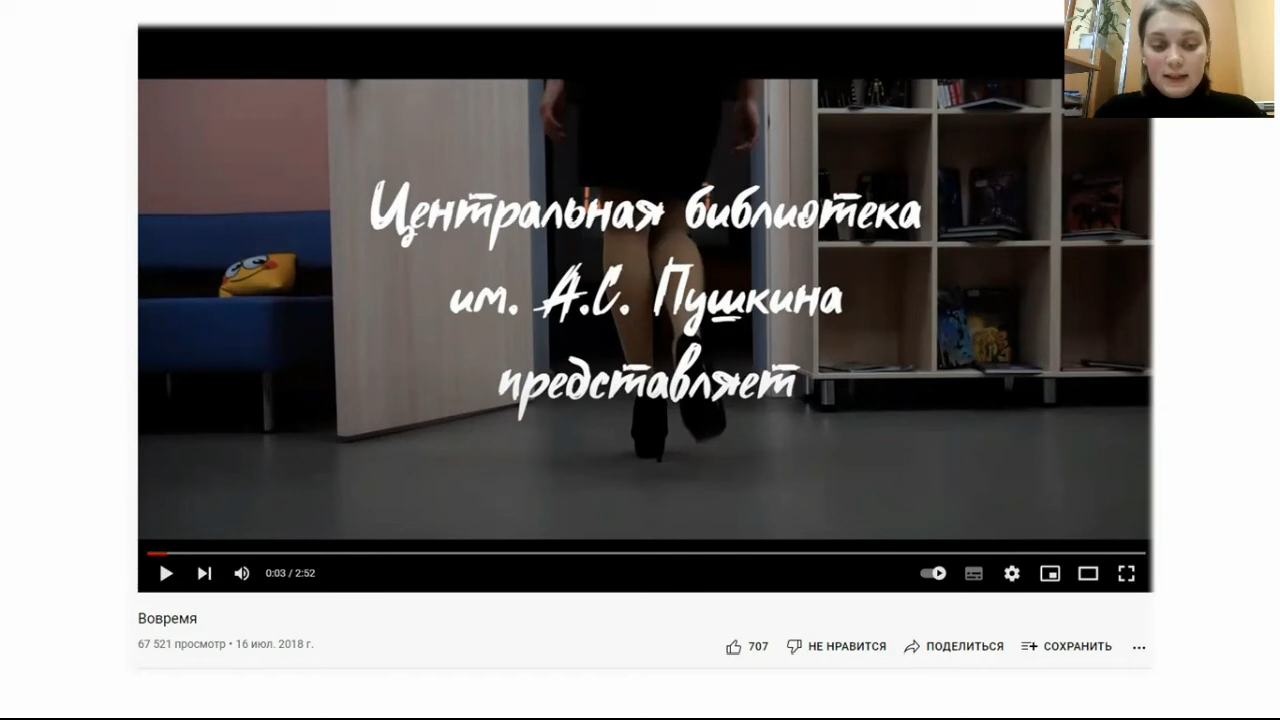 Центральная библиотека
им. А.С. Пушкина
представляет
0:03 / 2:52
Вовремя
67 521 просмотр • 16 июл. 2018 г.
707 НЕ НРАВИТСЯ ПОДЕЛИТЬСЯ СОХРАНИТЬ